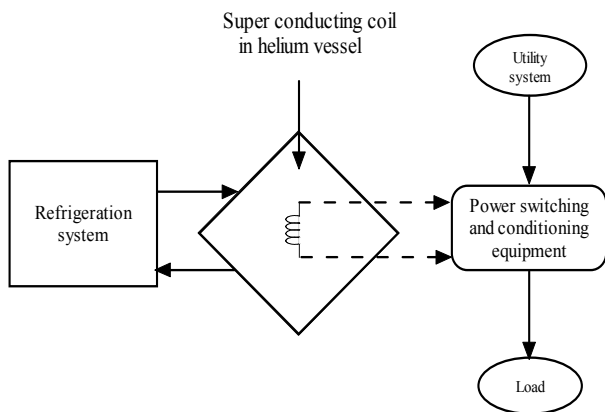 Super conducting coil
in helium vessel
Utility
system
Refrigeration
system
Power switching
and conditioning
equipment
Load